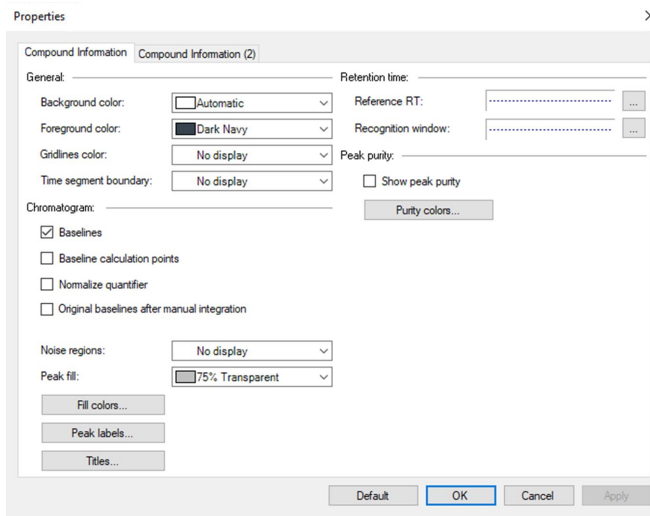 Properties
Compound Information
Compound Information (2)
General:
Background color:
Automatic
Foreground color:
Dark Navy
Gridlines color:
No display
Time segment boundary:
No display
Chromatogram:
Baselines
Baseline calculation points
Normalize quantifier
Original baselines after manual integration
Noise regions:
No display
Peak fill:
75% Transparent
Fill colors...
Peak labels...
Titles...
Retention time:
Reference RT:
...
Recognition window:
...
Peak purity:
Show peak purity
Purity colors...
Default
OK
Cancel
Apply